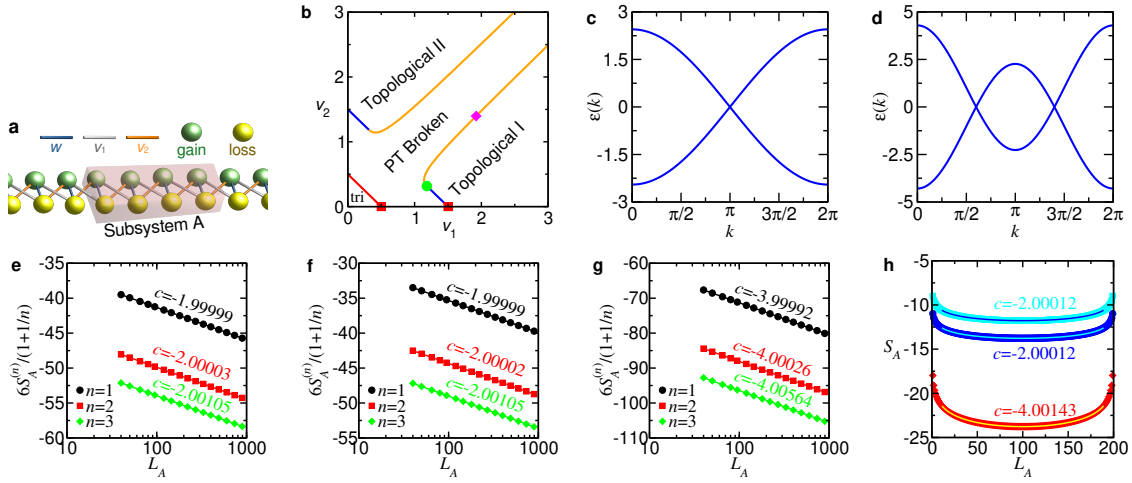 a
w v₁ v₂ gain loss
Subsystem A
b
3
2
v₂
1
0
0 1 2 3
v₁
Topological II
PT Broken
Topological I
tri
c
3
1.5
0
-1.5
-3
ε(k)
0 π/2 π 3π/2 2π
k
d
5
2.5
0
-2.5
-5
ε(k)
0 π/2 π 3π/2 2π
k
e
-35
-40
-45
-50
-55
-60
6S_A^(n)/(1+1/n)
c=-1.99999
c=-2.00003
c=-2.00105
n=1
n=2
n=3
10 100 1000
L_A
f
-30
-35
-40
-45
-50
-55
6S_A^(n)/(1+1/n)
c=-1.99999
c=-2.00002
c=-2.00105
n=1
n=2
n=3
10 100 1000
L_A
g
-60
-70
-80
-90
-100
-110
6S_A^(n)/(1+1/n)
c=-3.99992
c=-4.00026
c=-4.00564
n=1
n=2
n=3
10 100 1000
L_A
h
-5
-10
-15
-20
-25
S_A
c=-2.00012
c=-2.00012
c=-4.00143
0 50 100 150 200
L_A